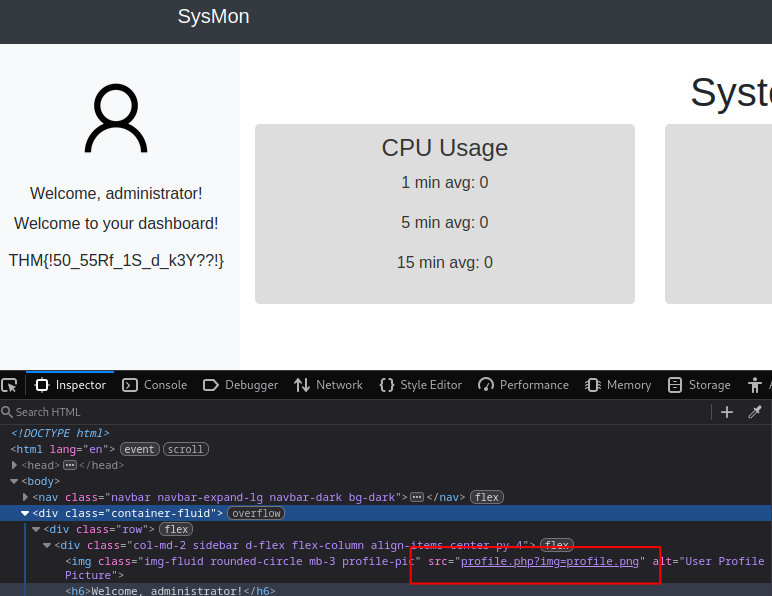 SysMon
Welcome, administrator!
Welcome to your dashboard!
THM{!50_55Rf_1S_d_k3Y??!}
Syst
CPU Usage
1 min avg: 0
5 min avg: 0
15 min avg: 0
Inspector Console Debugger Network Style Editor Performance Memory Storage A
Search HTML
<!DOCTYPE html>
<html lang="en"> event scroll
<head> ••• </head>
<body>
<nav class="navbar navbar-expand-lg navbar-dark bg-dark"> ••• </nav> flex
<div class="container-fluid"> overflow
<div class="row"> flex
<div class="col-md-2 sidebar d-flex flex-column align-items-center py-4"> flex
<img class="img-fluid rounded-circle mb-3 profile-pic" src="profile.php?img=profile.png" alt="User Profile
Picture">
<h6>Welcome, administrator!</h6>